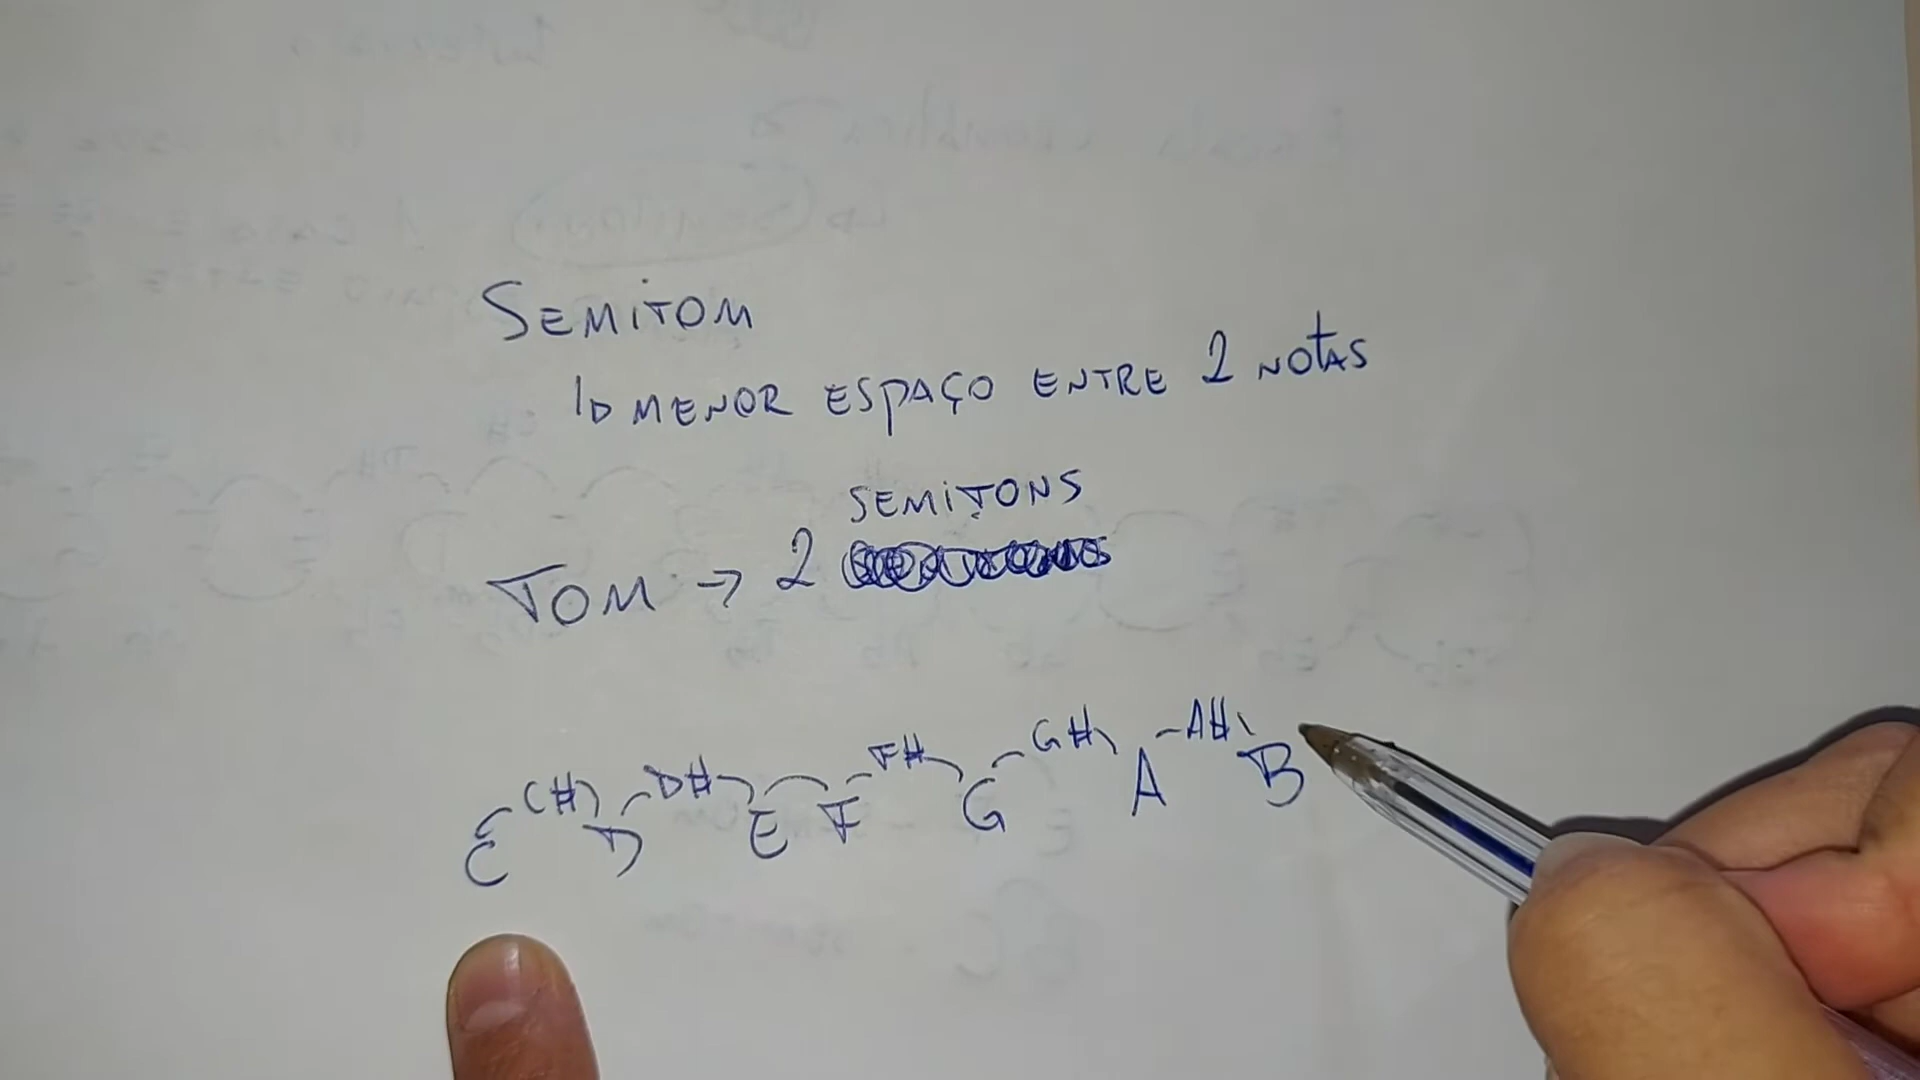 SEMITOM
↳ MENOR ESPAÇO ENTRE 2 NOTAS
SEMITONS
TOM → 2
C C# D D# E F F# G G# A A# B